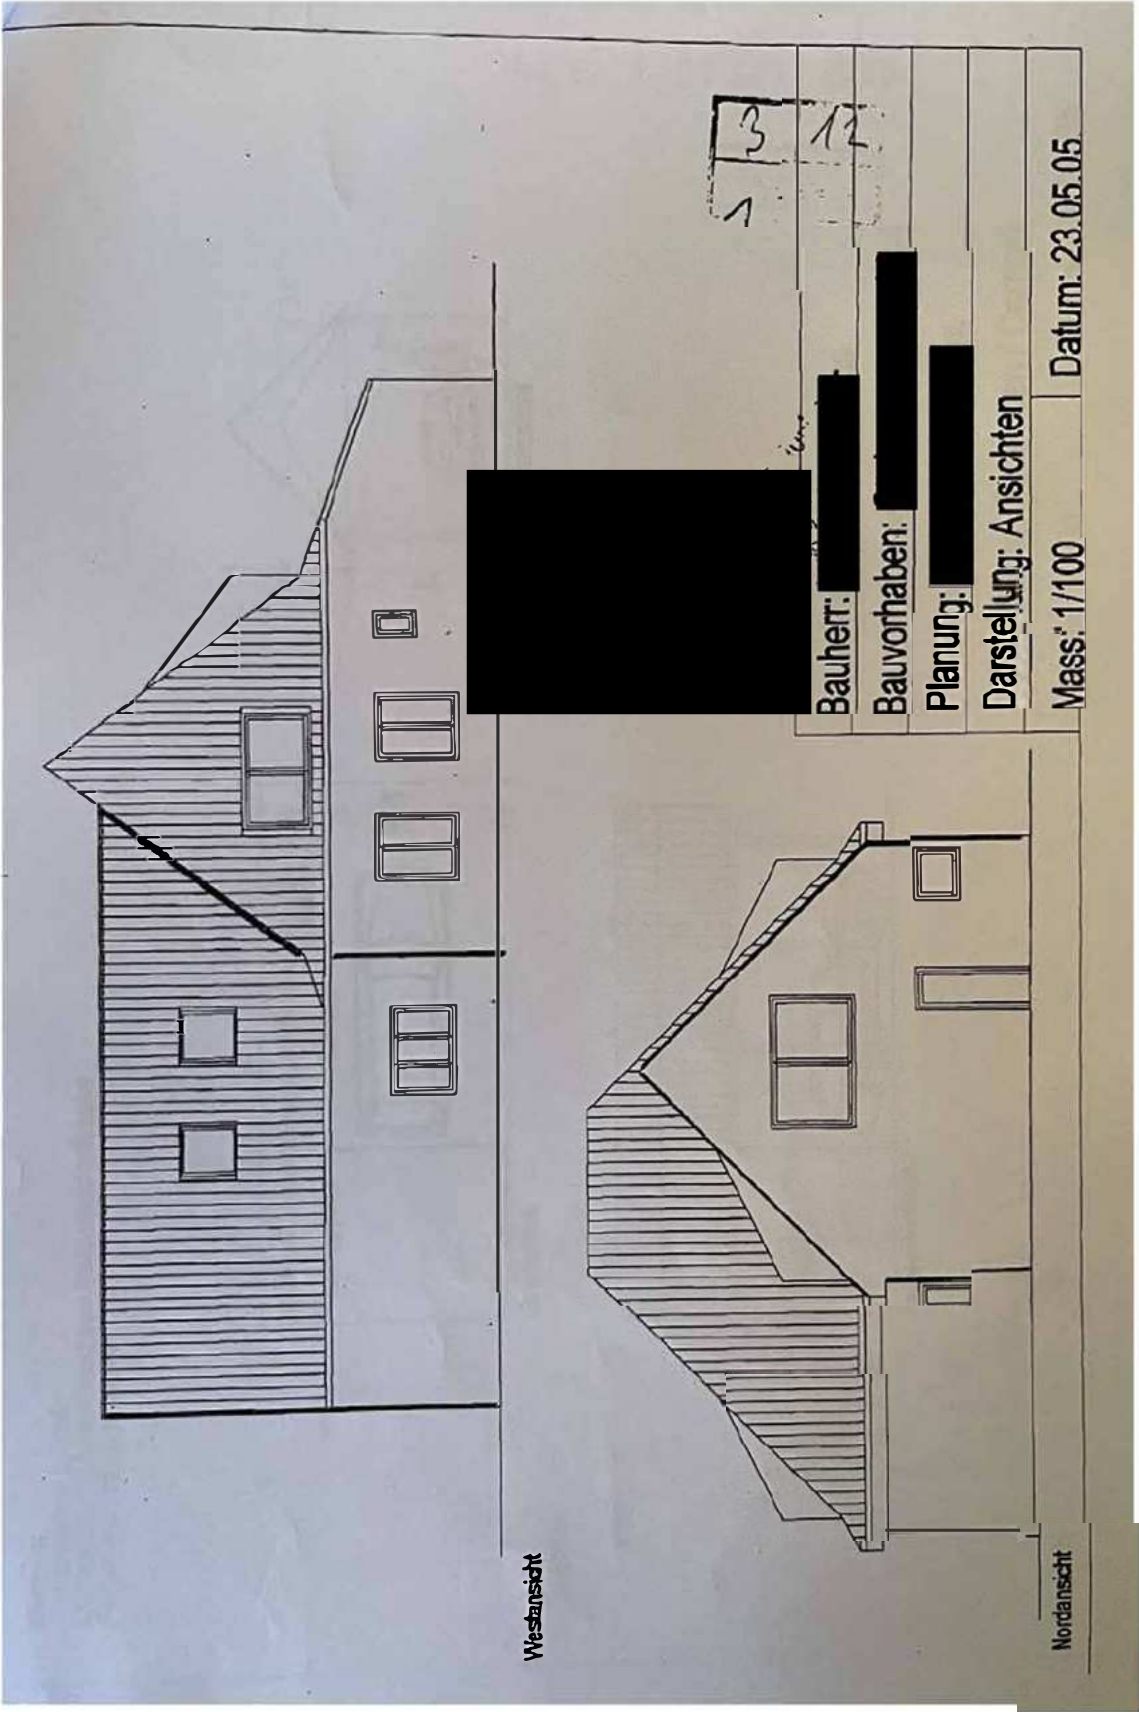 Westansicht
3 12
1
Bauherr:
Bauvorhaben:
Planung:
Darstellung: Ansichten
Mass: 1/100 Datum: 23.05.05
Nordansicht